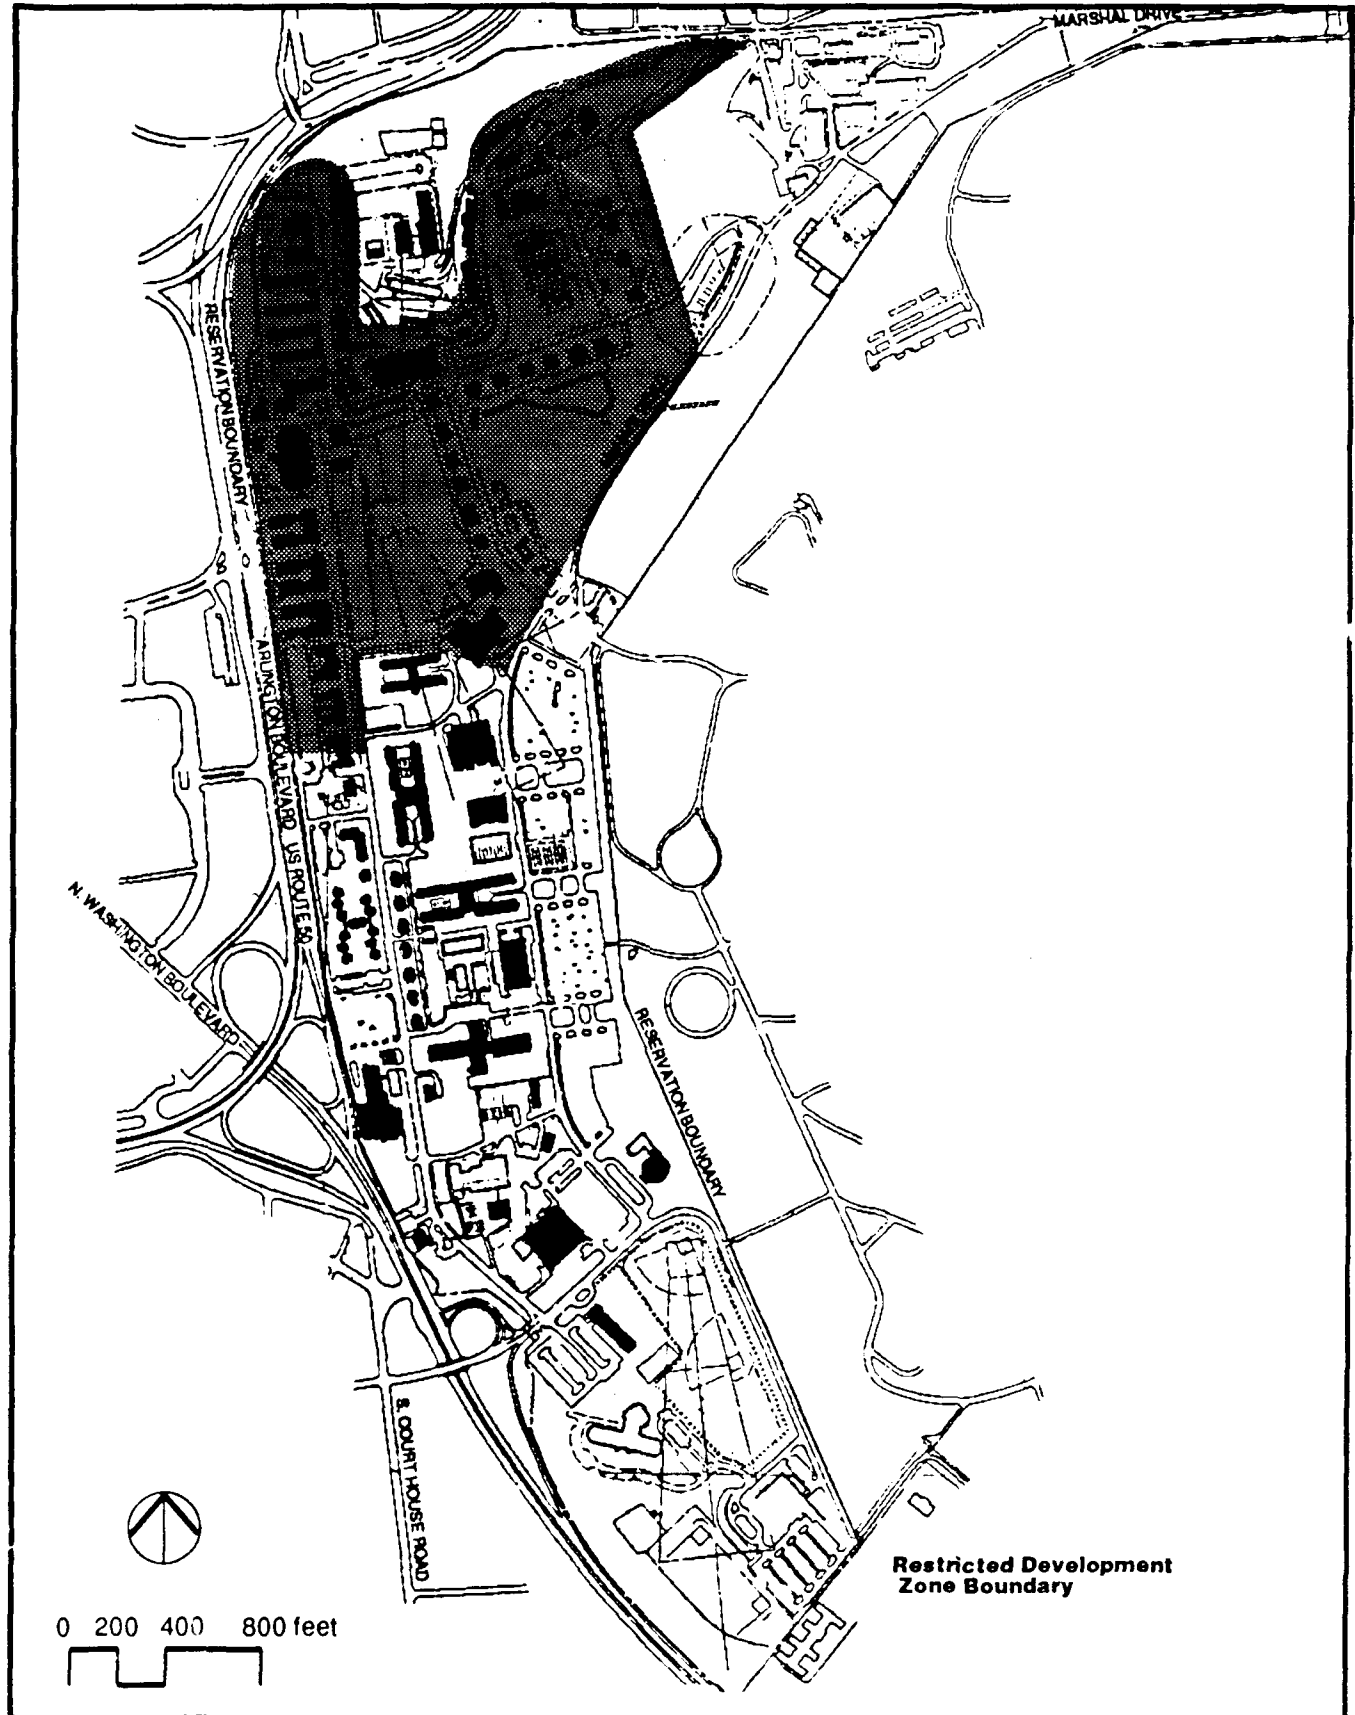 MARSHAL DRIVE
RESERVATION BOUNDARY
ARLINGTON BOULEVARD US ROUTE 50
N. WASHINGTON BOULEVARD
RESERVATION BOUNDARY
S. COURT HOUSE ROAD
Restricted Development
Zone Boundary
0 200 400 800 feet